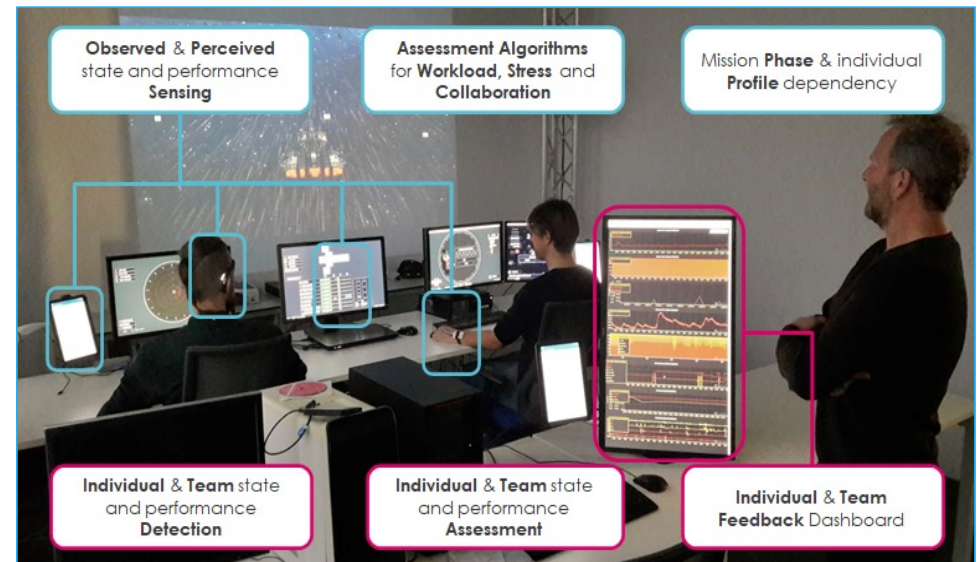 Observed & Perceived
state and performance
Sensing
Assessment Algorithms
for Workload, Stress and
Collaboration
Mission Phase & individual
Profile dependency
Individual & Team state
and performance
Detection
Individual & Team state
and performance
Assessment
Individual & Team
Feedback Dashboard